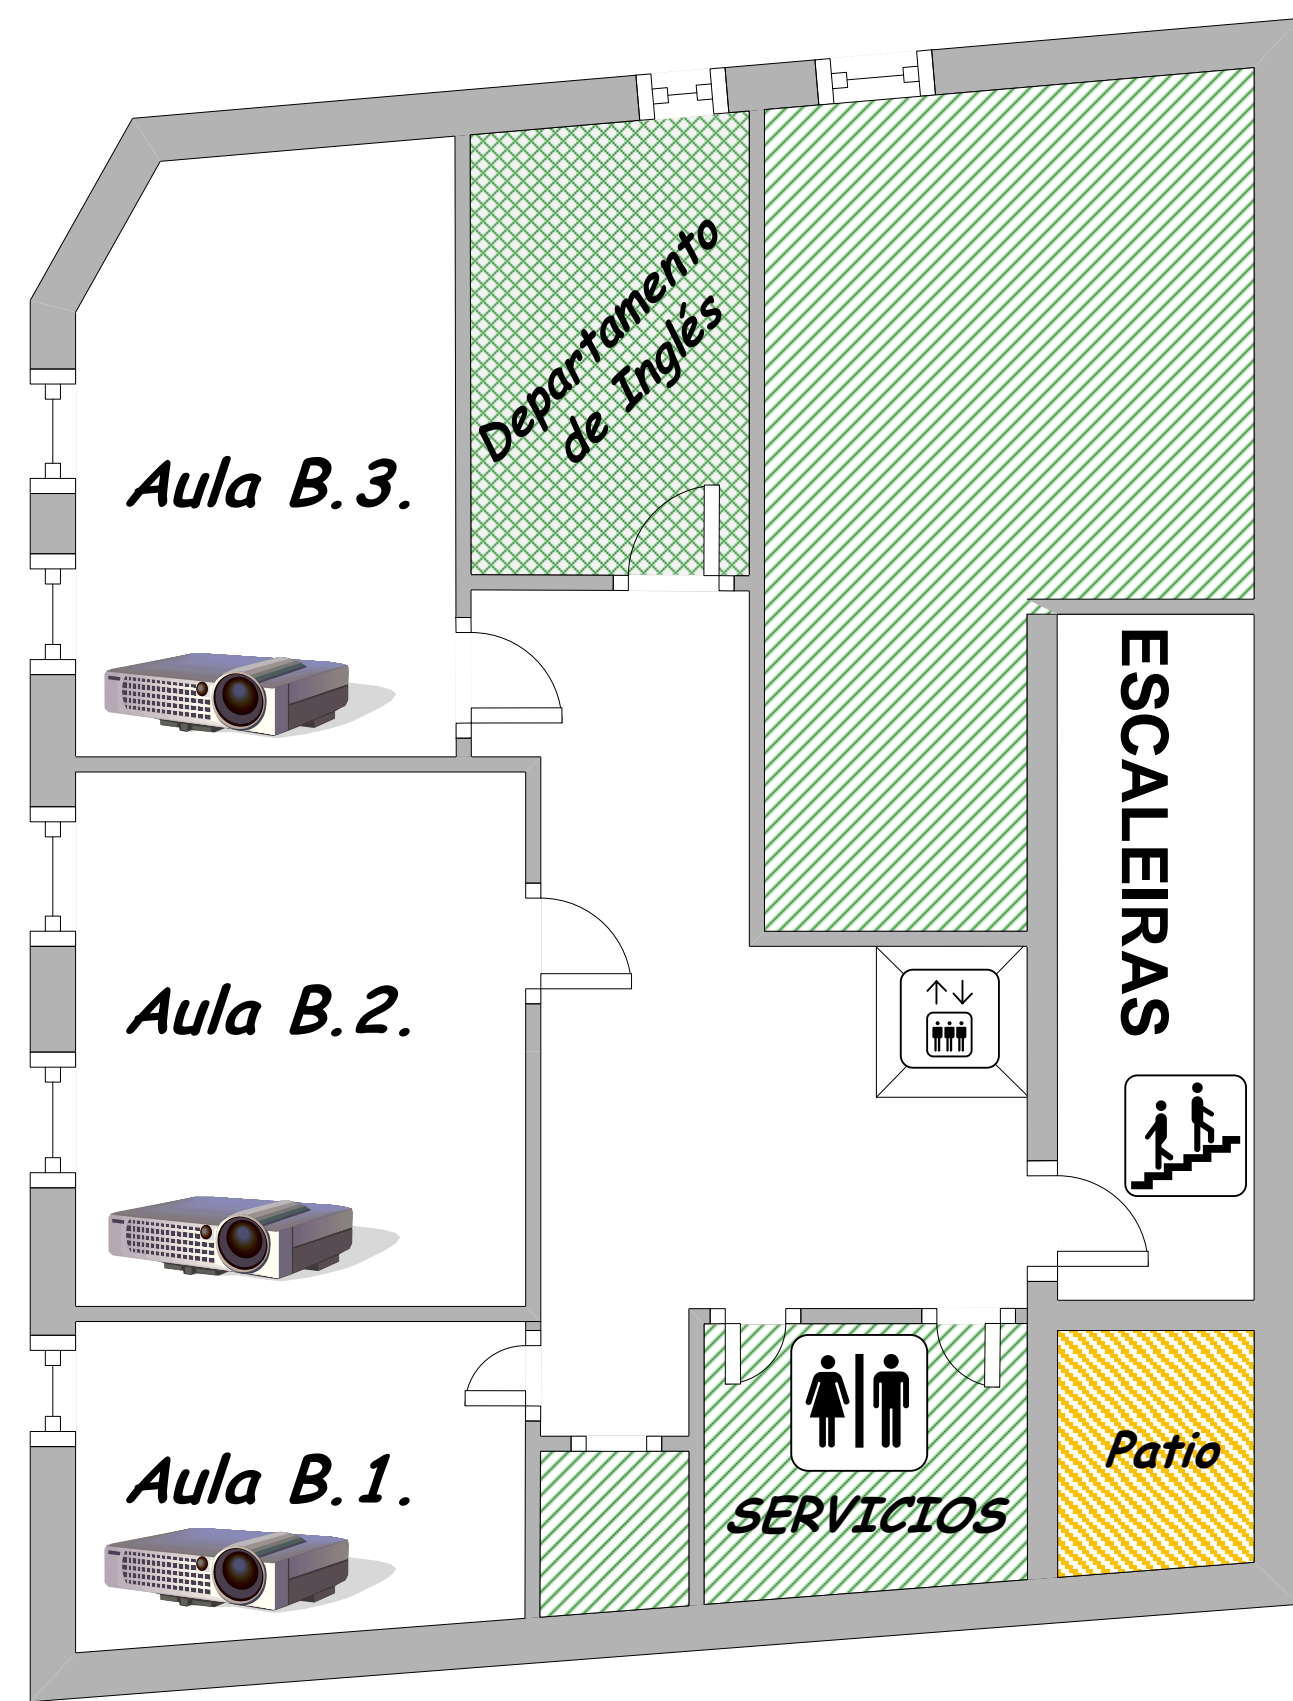 Departamento
de Inglés
Aula B.3.
ESCALEIRAS
Aula B.2.
Aula B.1.
Patio
SERVICIOS